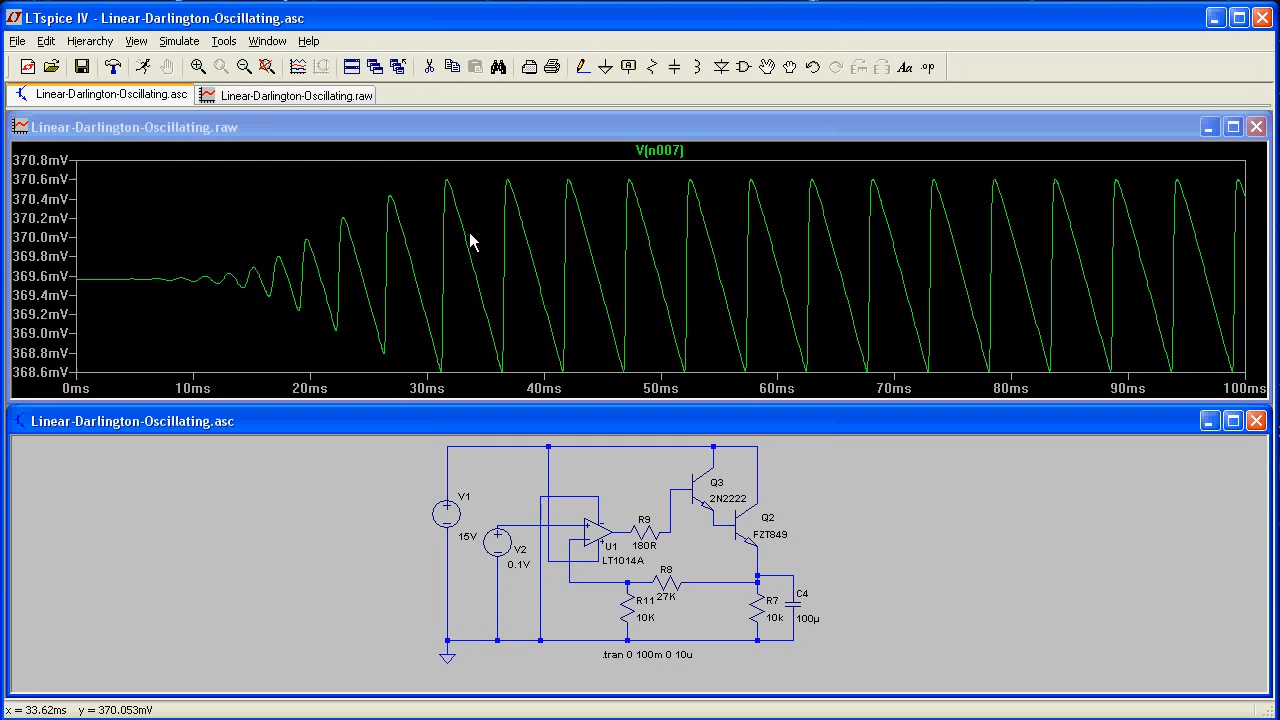 LTspice IV - Linear-Darlington-Oscillating.asc
File Edit Hierarchy View Simulate Tools Window Help
Aa .op
Linear-Darlington-Oscillating.asc Linear-Darlington-Oscillating.raw
Linear-Darlington-Oscillating.raw
V(n007)
370.8mV
370.6mV
370.4mV
370.2mV
370.0mV
369.8mV
369.6mV
369.4mV
369.2mV
369.0mV
368.8mV
368.6mV
0ms 10ms 20ms 30ms 40ms 50ms 60ms 70ms 80ms 90ms 100ms
Linear-Darlington-Oscillating.asc
V1
15V
V2
0.1V
U1
LT1014A
R9
180R
Q3
2N2222
Q2
FZT849
R8
27K
R11
10K
R7
10k
C4
100µ
.tran 0 100m 0 10u
x = 33.62ms y = 370.053mV